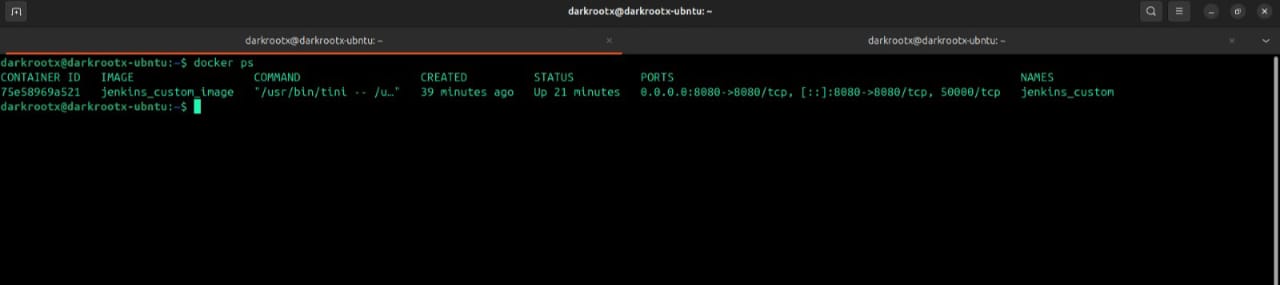 darkrootx@darkrootx-ubntu: ~
darkrootx@darkrootx-ubntu: ~ × darkrootx@darkrootx-ubntu: ~ ×
darkrootx@darkrootx-ubntu:~$ docker ps
CONTAINER ID   IMAGE                   COMMAND                  CREATED          STATUS          PORTS                                                   NAMES
75e58969a521   jenkins_custom_image   "/usr/bin/tini -- /u…"   39 minutes ago   Up 21 minutes   0.0.0.0:8080->8080/tcp, [::]:8080->8080/tcp, 50000/tcp   jenkins_custom
darkrootx@darkrootx-ubntu:~$